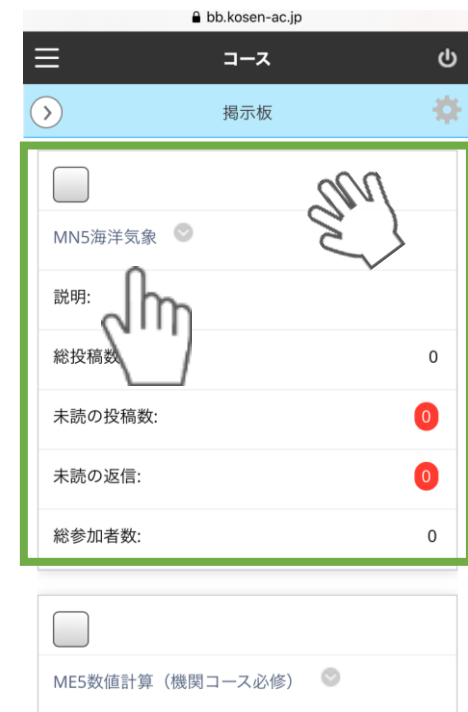 bb.kosen-ac.jp
コース
掲示板
MN5海洋気象
説明:
総投稿数 0
未読の投稿数: 0
未読の返信: 0
総参加者数: 0
ME5数値計算（機関コース必修）